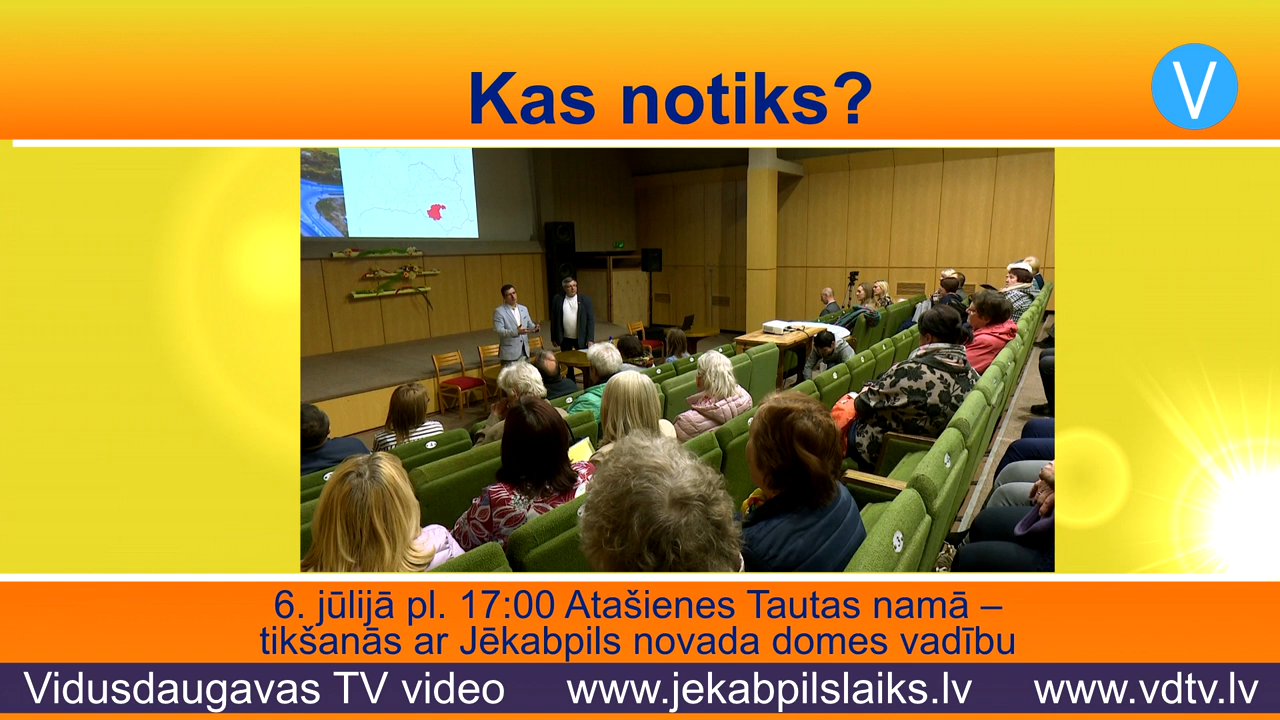 Kas notiks?
V
6. jūlijā pl. 17:00 Atašienes Tautas namā –
tikšanās ar Jēkabpils novada domes vadību
Vidusdaugavas TV video www.jekabpilslaiks.lv www.vdtv.lv